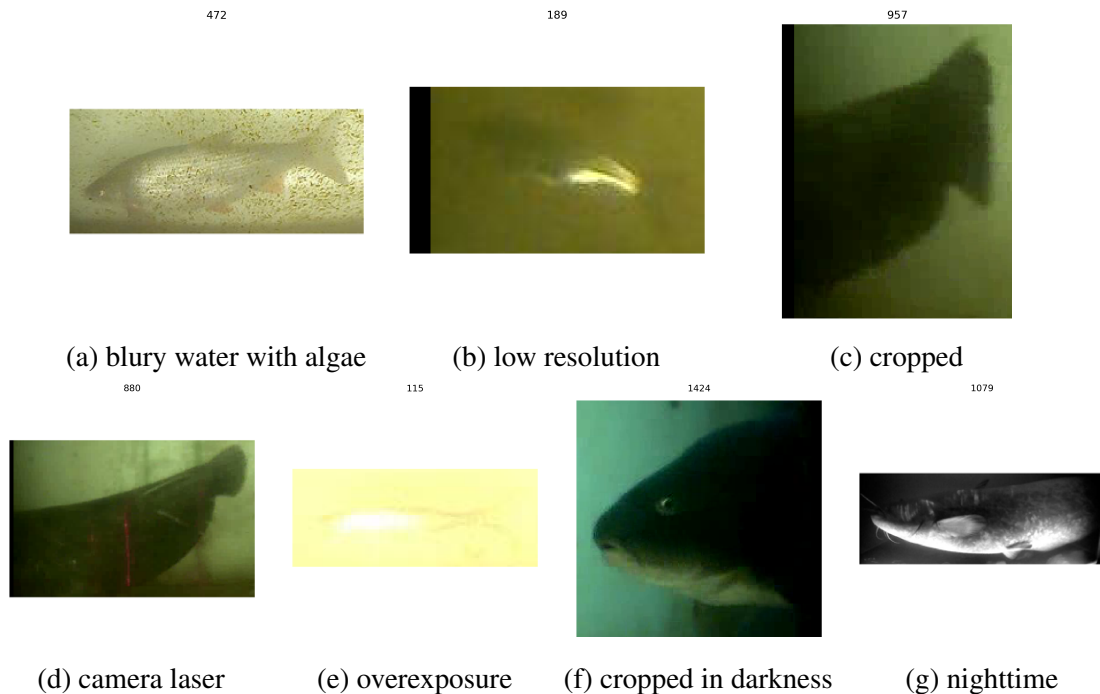 472 189 957
(a) blury water with algae (b) low resolution (c) cropped
880 115 1424 1079
(d) camera laser (e) overexposure (f) cropped in darkness (g) nighttime